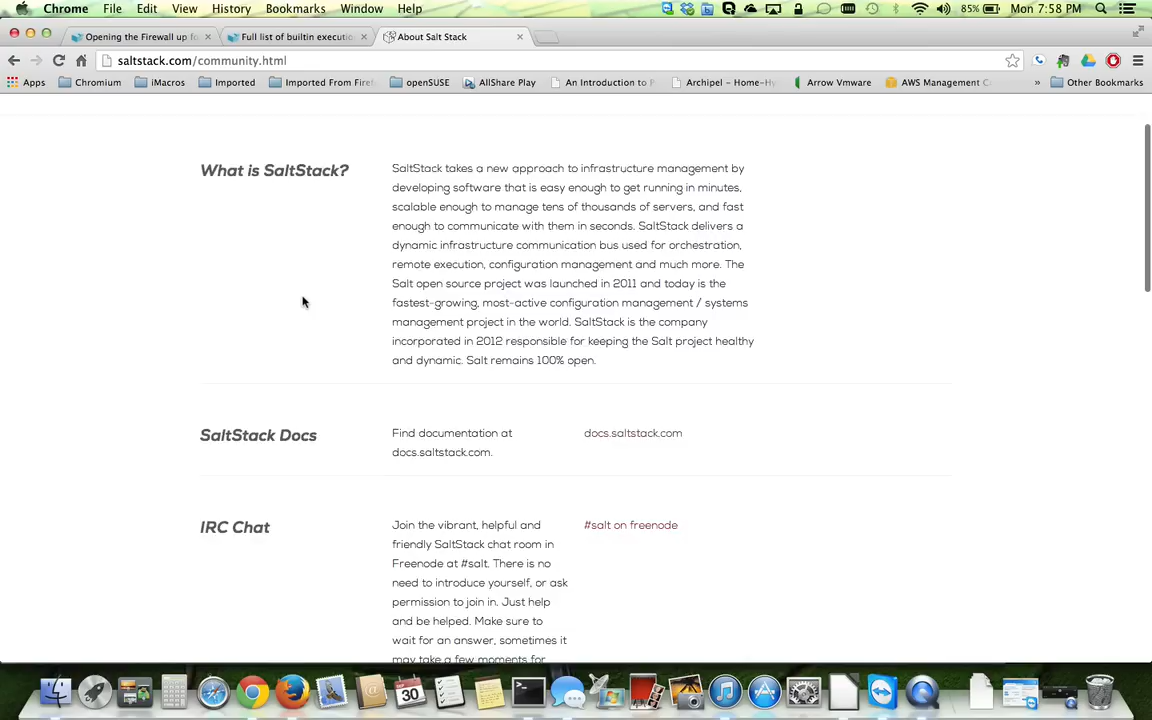 Chrome File Edit View History Bookmarks Window Help 85% Mon 7:58 PM
Opening the Firewall up for
Full list of builtin executio
About Salt Stack
saltstack.com/community.html
Apps Chromium iMacros Imported Imported From Firef openSUSE AllShare Play An Introduction to P Archipel – Home-Hy Arrow Vmware AWS Management C » Other Bookmarks
What is SaltStack?
SaltStack takes a new approach to infrastructure management by
developing software that is easy enough to get running in minutes,
scalable enough to manage tens of thousands of servers, and fast
enough to communicate with them in seconds. SaltStack delivers a
dynamic infrastructure communication bus used for orchestration,
remote execution, configuration management and much more. The
Salt open source project was launched in 2011 and today is the
fastest-growing, most-active configuration management / systems
management project in the world. SaltStack is the company
incorporated in 2012 responsible for keeping the Salt project healthy
and dynamic. Salt remains 100% open.
SaltStack Docs
Find documentation at
docs.saltstack.com.
docs.saltstack.com
IRC Chat
Join the vibrant, helpful and
friendly SaltStack chat room in
Freenode at #salt. There is no
need to introduce yourself, or ask
permission to join in. Just help
and be helped. Make sure to
wait for an answer, sometimes it
may take a few moments for
#salt on freenode
30